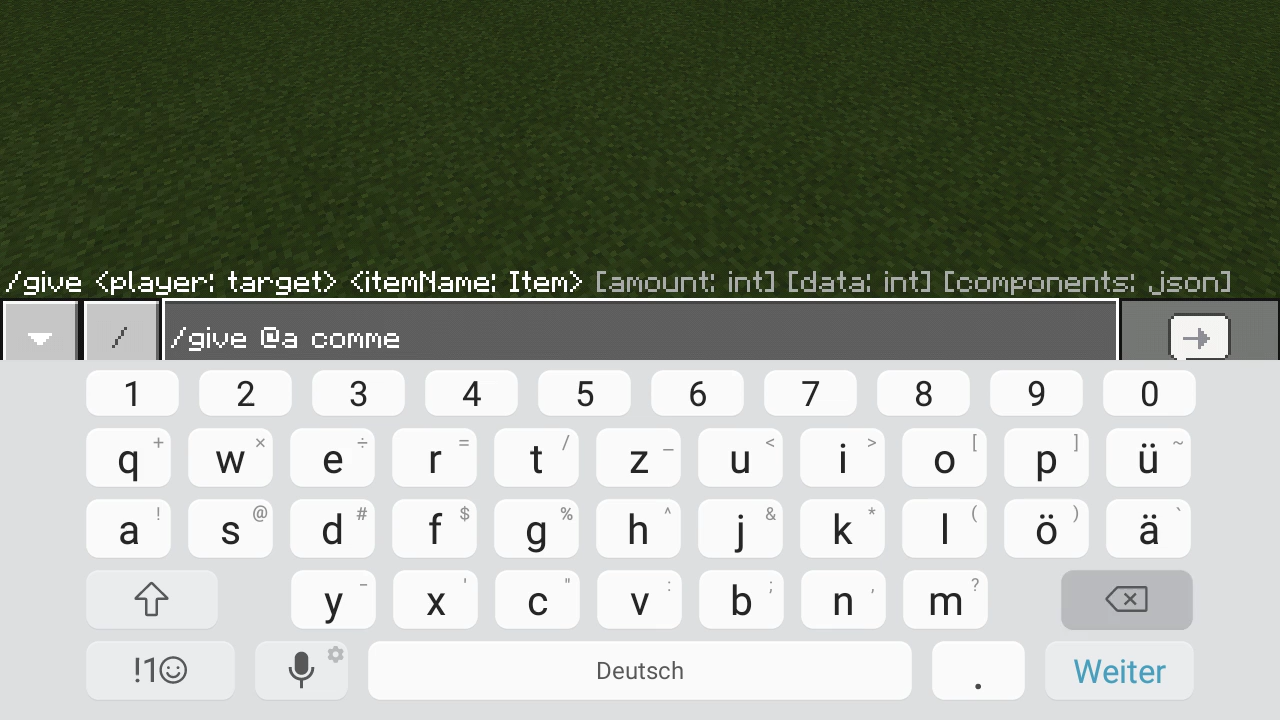 /give <player: target> <itemName: Item> [amount: int] [data: int] [components: json]
/
/give @a comme
1 2 3 4 5 6 7 8 9 0
q + w × e ÷ r = t / z _ u < i > o [ p ] ü ~
a ! s @ d # f $ g % h ^ j & k * l ( ö ) ä `
y - x ' c " v : b ; n , m ?
!1☺ Deutsch . Weiter